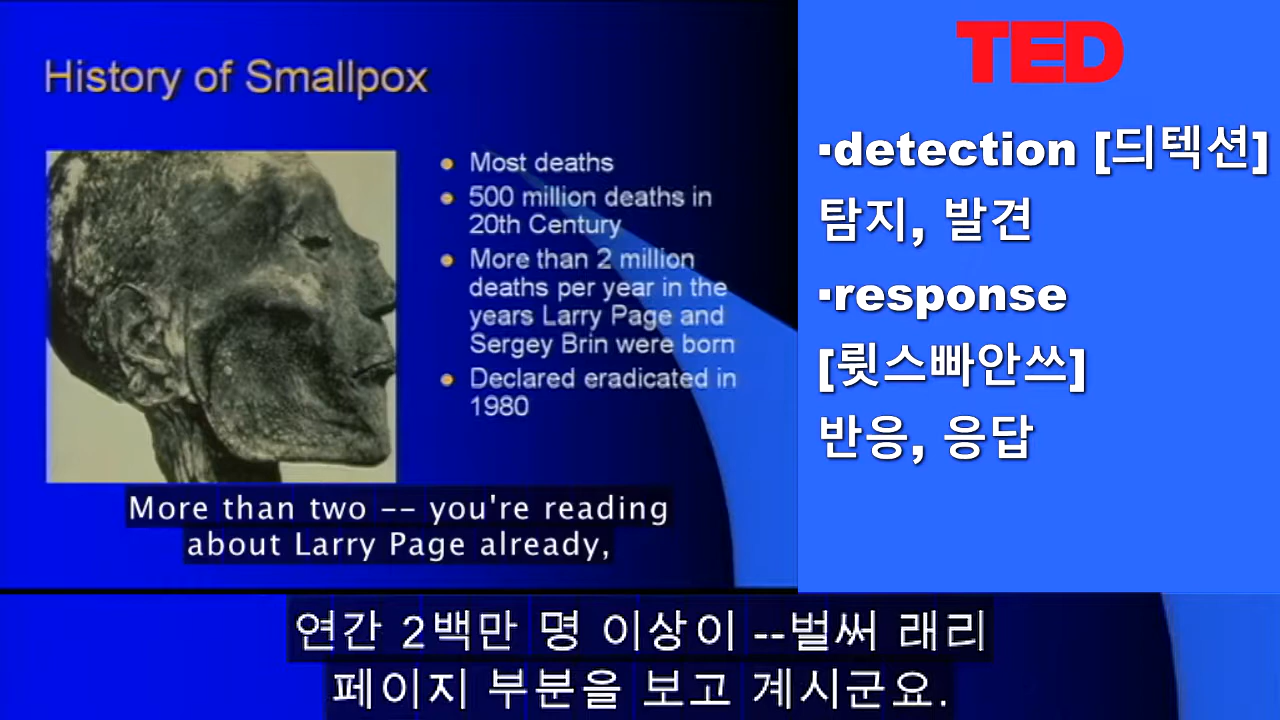 History of Smallpox
Most deaths
500 million deaths in
20th Century
More than 2 million
deaths per year in the
years Larry Page and
Sergey Brin were born
Declared eradicated in
1980
More than two -- you're reading
about Larry Page already,
TED
▪detection [디텍션]
탐지, 발견
▪response
[륏스빠안쓰]
반응, 응답
연간 2백만 명 이상이 --벌써 래리
페이지 부분을 보고 계시군요.